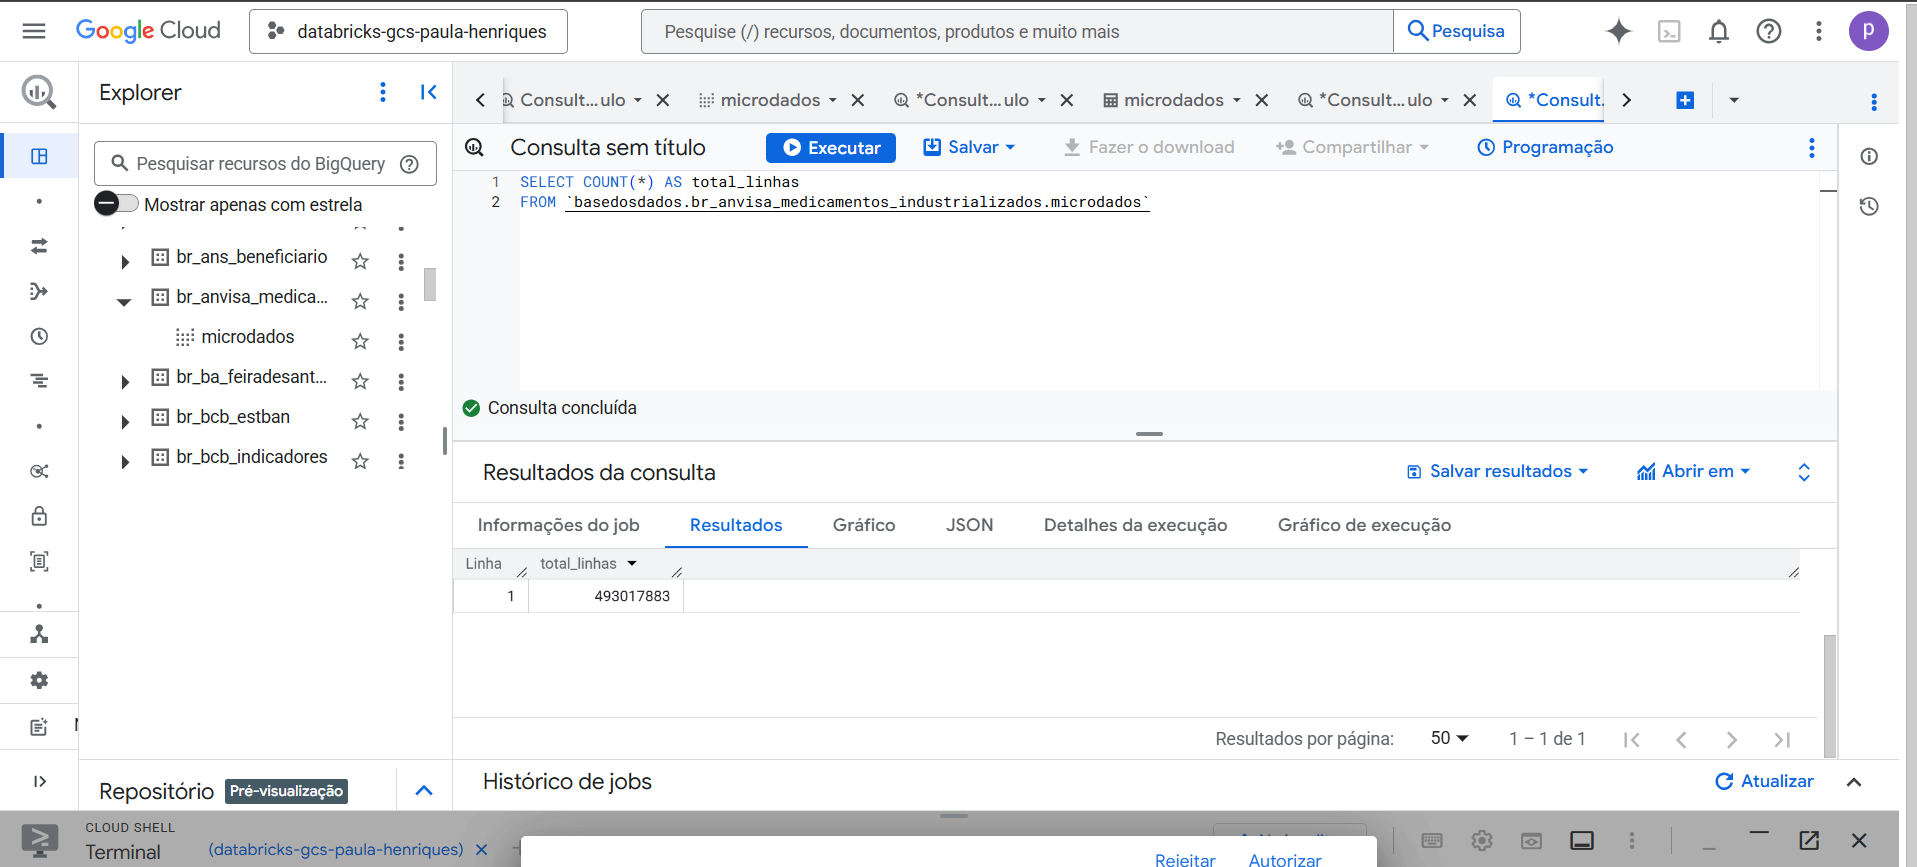 Google Cloud
databricks-gcs-paula-henriques
Pesquise (/) recursos, documentos, produtos e muito mais
Pesquisa
p
Explorer
Consult...ulo
microdados
*Consult...ulo
microdados
*Consult...ulo
*Consult.
Pesquisar recursos do BigQuery
Mostrar apenas com estrela
br_ans_beneficiario
br_anvisa_medica...
microdados
br_ba_feiradesant...
br_bcb_estban
br_bcb_indicadores
Consulta sem título
Executar
Salvar
Fazer o download
Compartilhar
Programação
1 SELECT COUNT(*) AS total_linhas
2 FROM `basedosdados.br_anvisa_medicamentos_industrializados.microdados`
Consulta concluída
Resultados da consulta
Salvar resultados
Abrir em
Informações do job
Resultados
Gráfico
JSON
Detalhes da execução
Gráfico de execução
Linha total_linhas
1 493017883
Resultados por página: 50 1 – 1 de 1
Repositório Pré-visualização
Histórico de jobs
Atualizar
CLOUD SHELL
Terminal
(databricks-gcs-paula-henriques)
Rejeitar
Autorizar